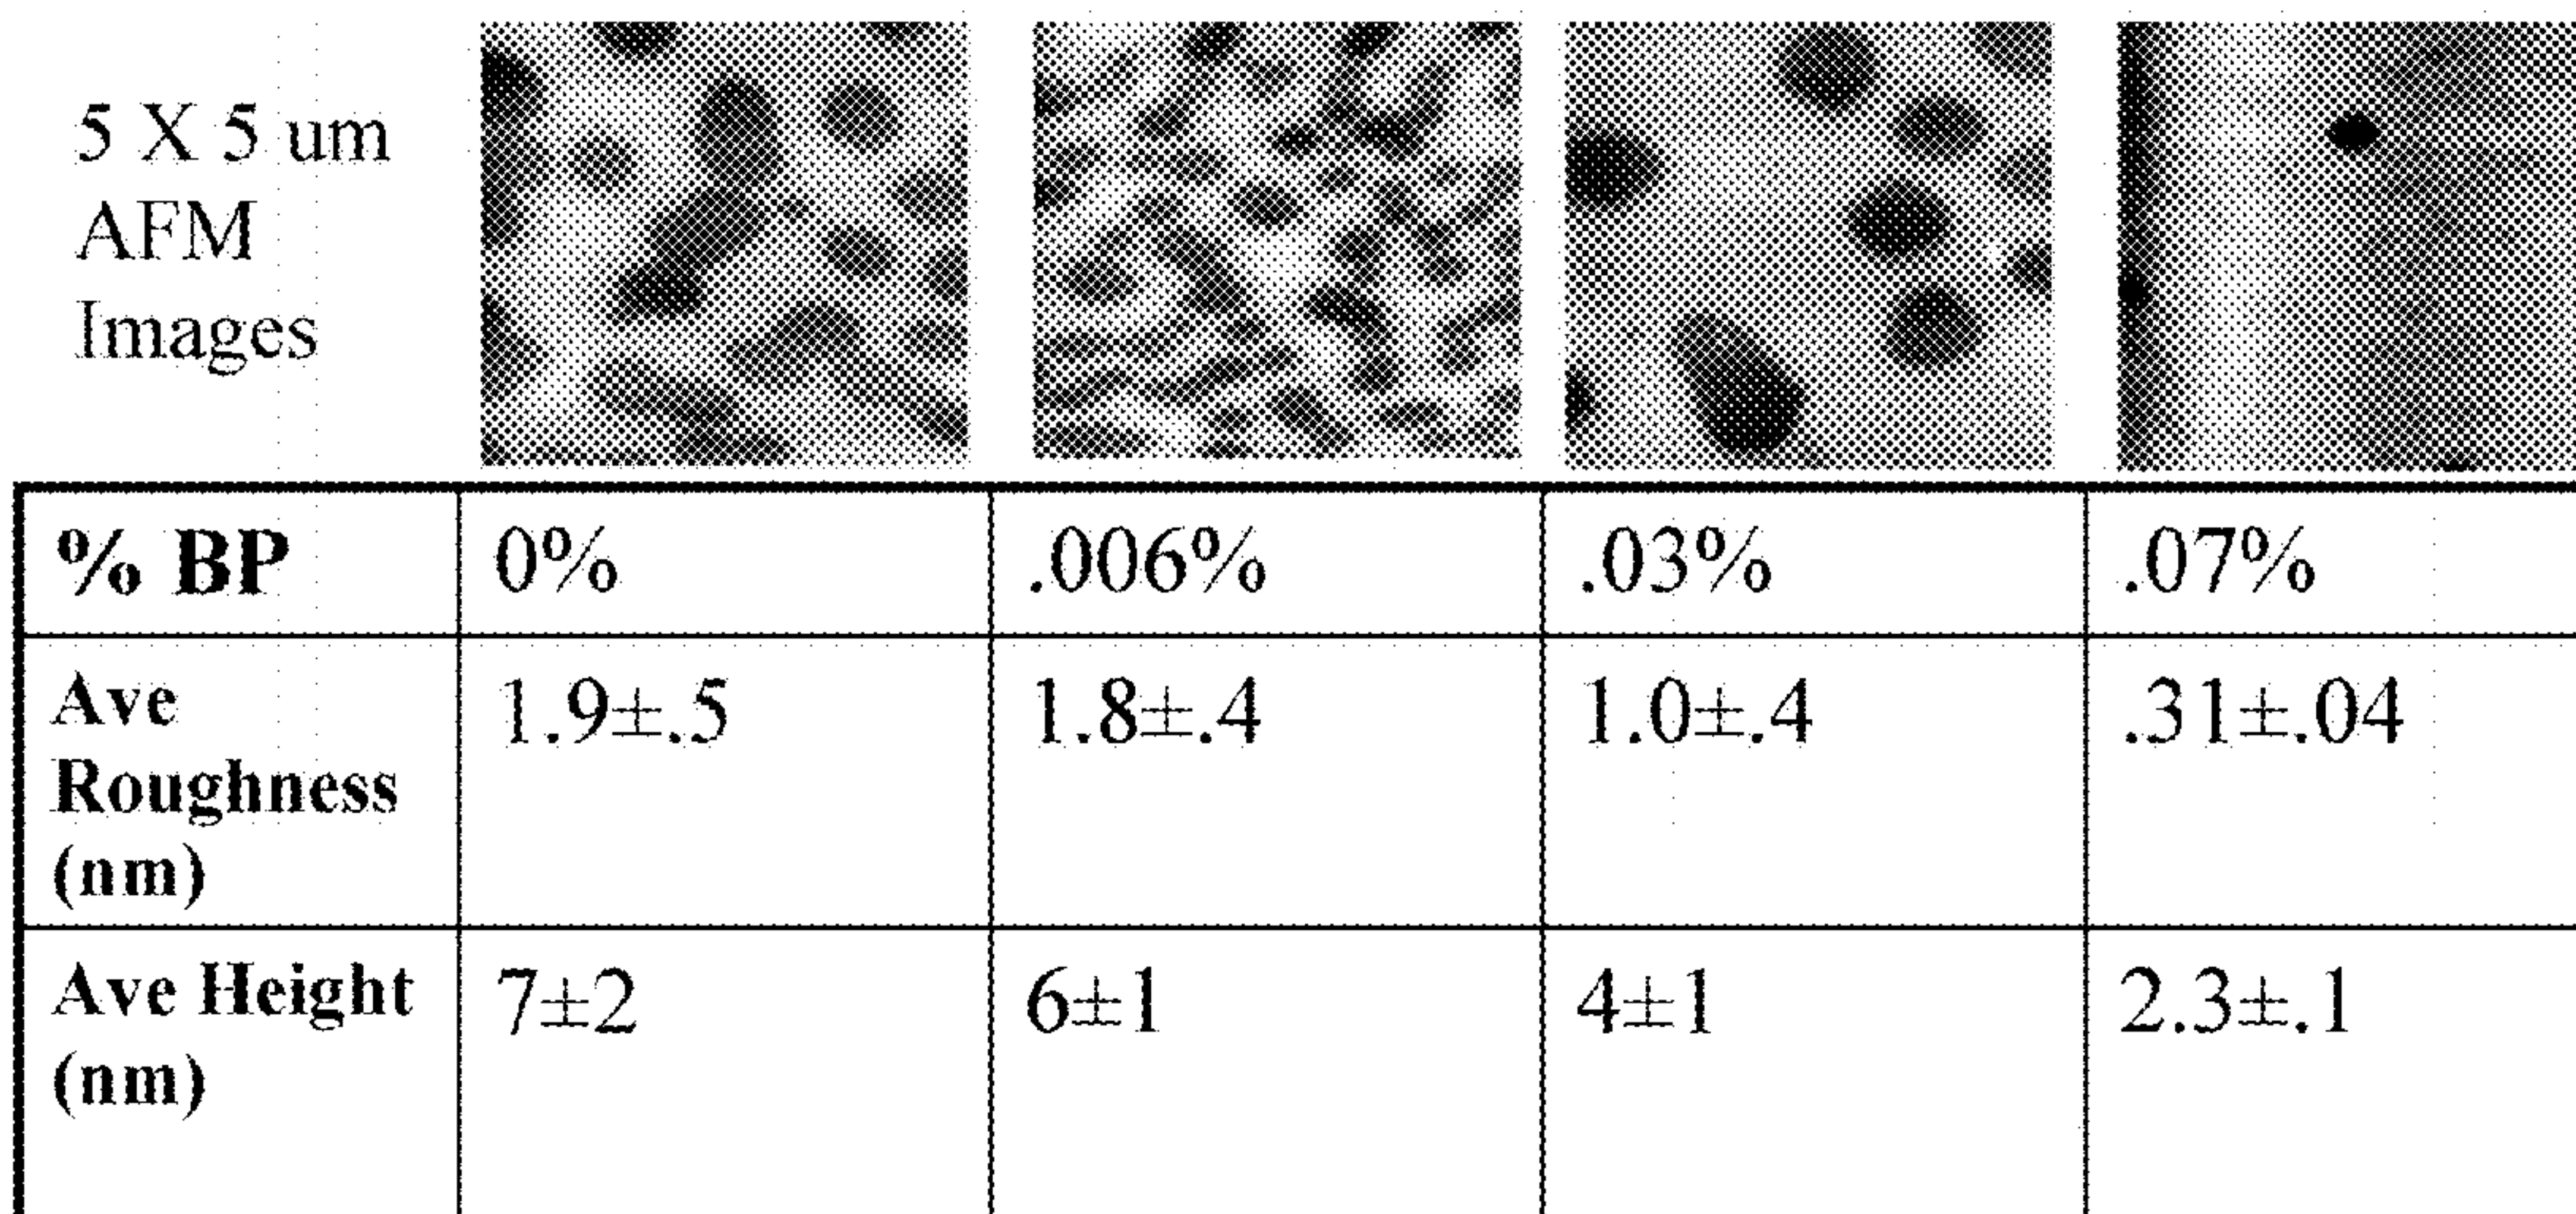 5 X 5 um
AFM
Images
% BP 0% .006% .03% .07%
Ave 1.9±.5 1.8±.4 1.0±.4 .31±.04
Roughness
(nm)
Ave Height 7±2 6±1 4±1 2.3±.1
(nm)